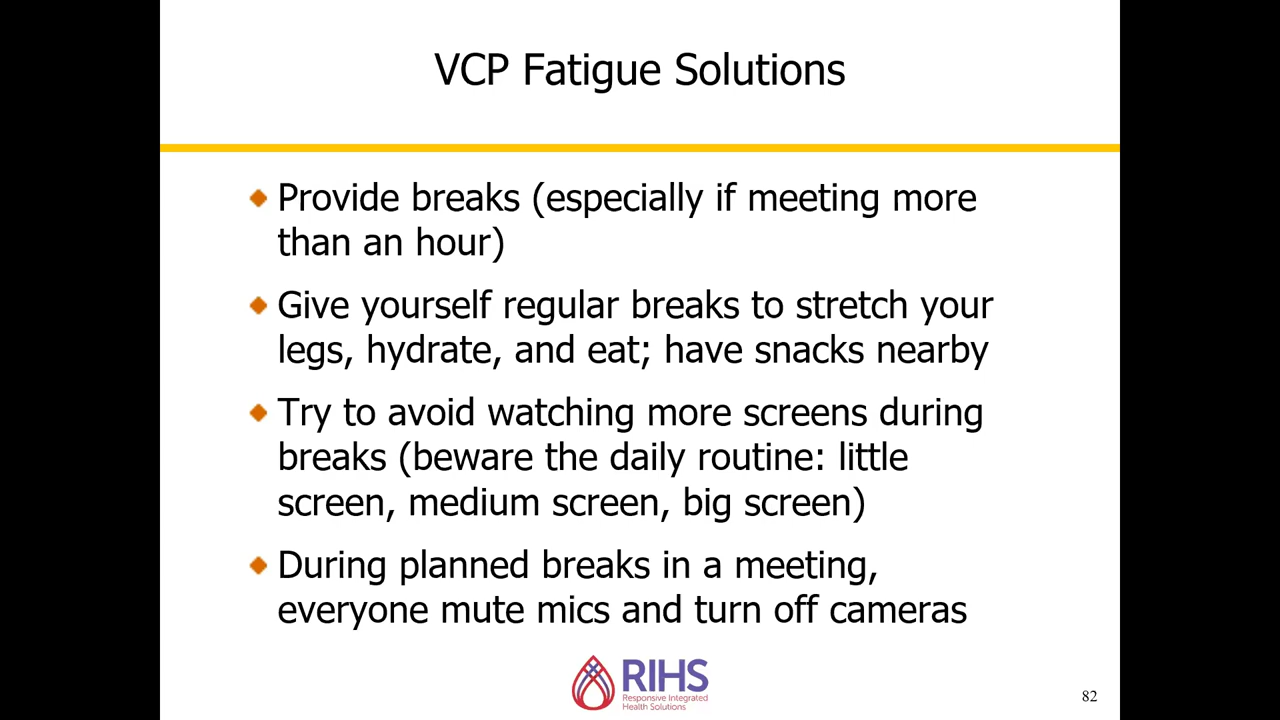 VCP Fatigue Solutions
Provide breaks (especially if meeting more
than an hour)
Give yourself regular breaks to stretch your
legs, hydrate, and eat; have snacks nearby
Try to avoid watching more screens during
breaks (beware the daily routine: little
screen, medium screen, big screen)
During planned breaks in a meeting,
everyone mute mics and turn off cameras
RIHS
Responsive Integrated
Health Solutions
82